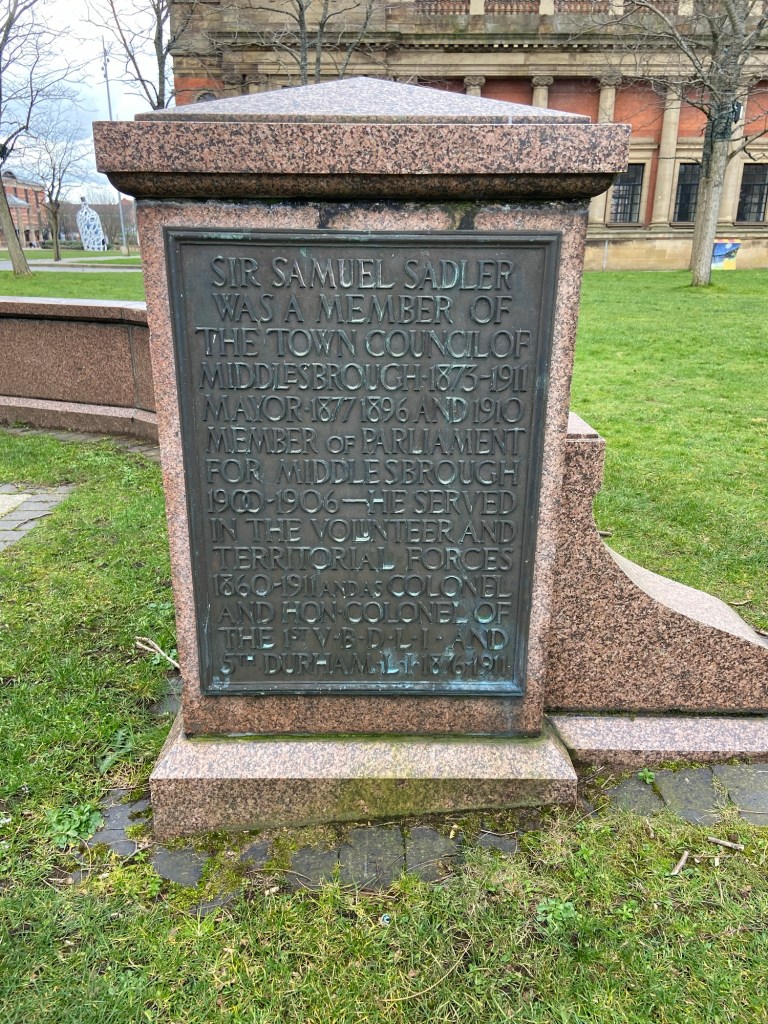 SIR SAMUEL SADLER
WAS A MEMBER OF
THE TOWN COUNCIL OF
MIDDLESBROUGH·1873-1911
MAYOR·1877 1896 AND 1910
MEMBER OF PARLIAMENT
FOR MIDDLESBROUGH
1900-1906—HE SERVED
IN THE VOLUNTEER AND
TERRITORIAL FORCES
1860-1911 AND AS COLONEL
AND HON·COLONEL OF
THE 1ST V·B·D·L·I· AND
5TH DURHAM·L·I·1876-1911·